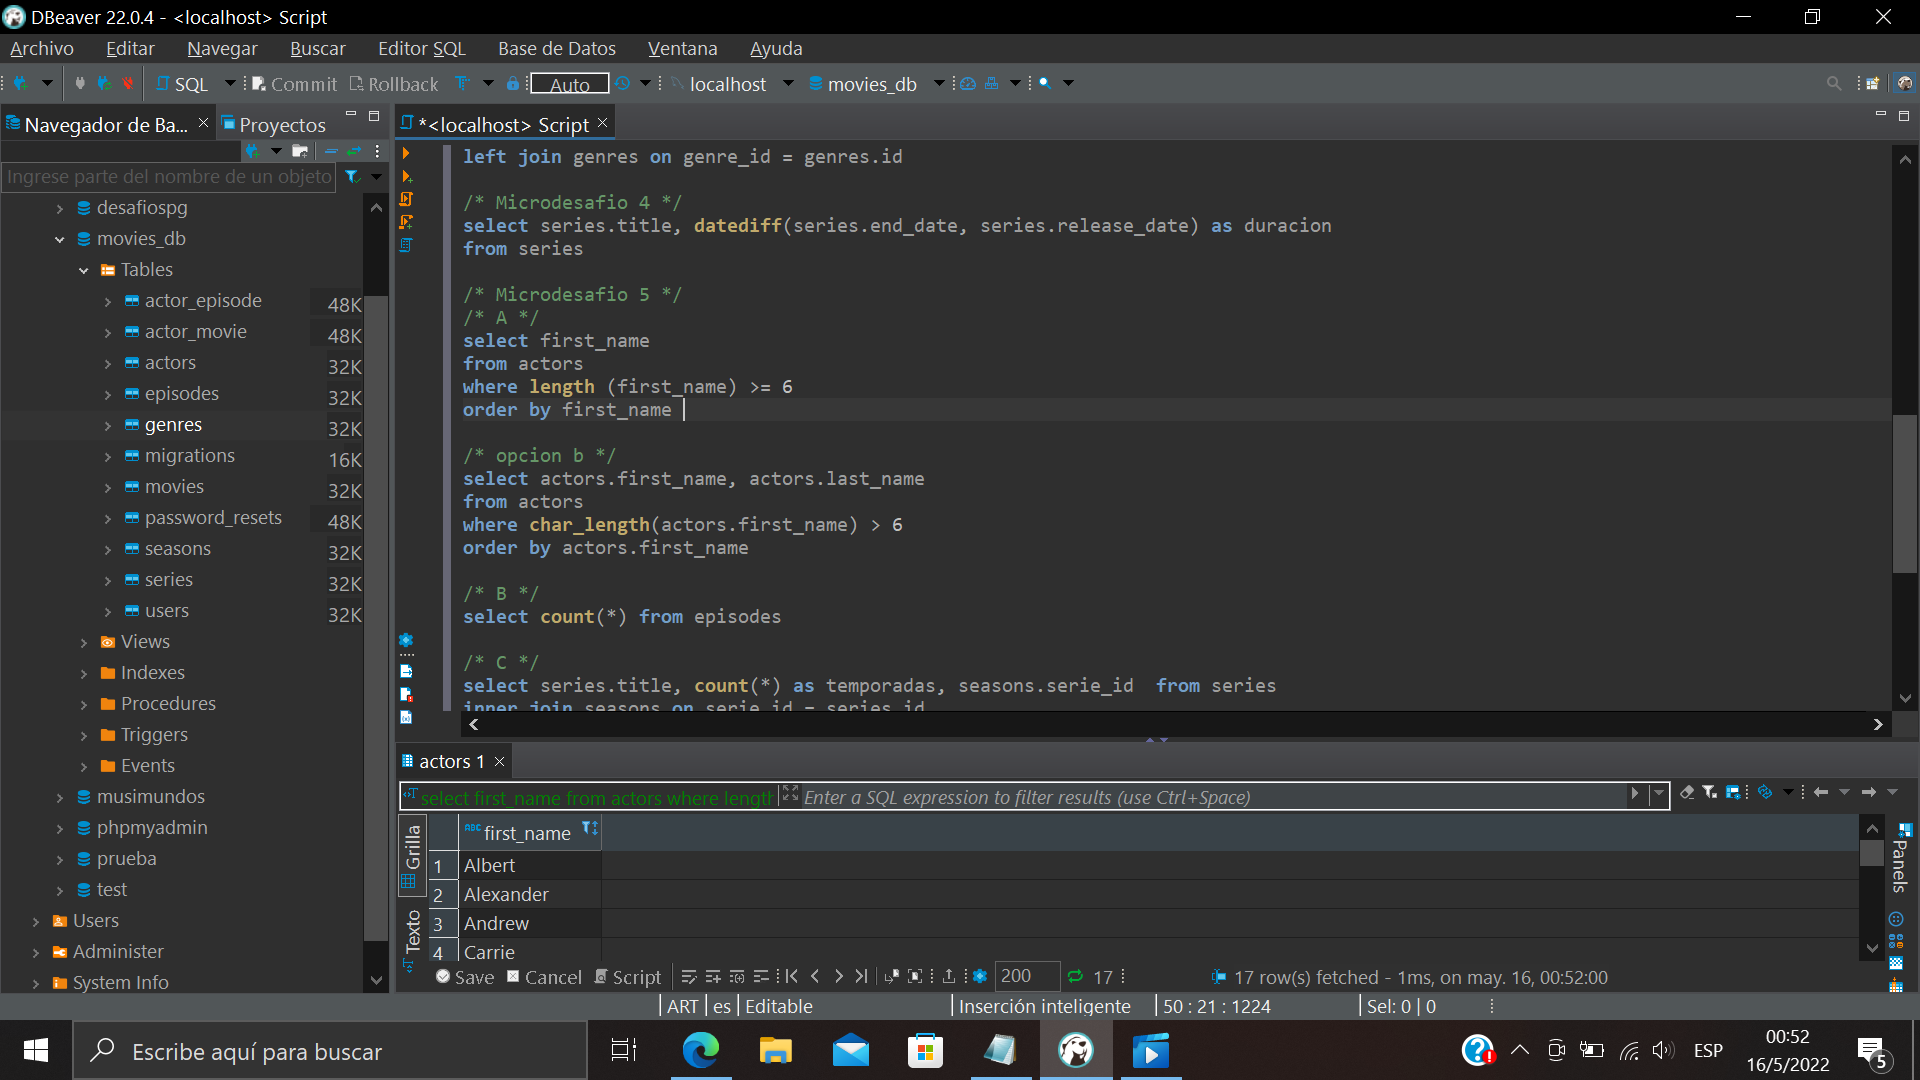 DBeaver 22.0.4 - <localhost> Script
Archivo Editar Navegar Buscar Editor SQL Base de Datos Ventana Ayuda
SQL Commit Rollback Auto localhost movies_db
Navegador de Ba... Proyectos
Ingrese parte del nombre de un objeto
desafiospg
movies_db
Tables
actor_episode 48K
actor_movie 48K
actors 32K
episodes 32K
genres 32K
migrations 16K
movies 32K
password_resets 48K
seasons 32K
series 32K
users 32K
Views
Indexes
Procedures
Triggers
Events
musimundos
phpmyadmin
prueba
test
Users
Administer
System Info
*<localhost> Script
left join genres on genre_id = genres.id
/* Microdesafio 4 */
select series.title, datediff(series.end_date, series.release_date) as duracion
from series
/* Microdesafio 5 */
/* A */
select first_name
from actors
where length (first_name) >= 6
order by first_name
/* opcion b */
select actors.first_name, actors.last_name
from actors
where char_length(actors.first_name) > 6
order by actors.first_name
/* B */
select count(*) from episodes
/* C */
select series.title, count(*) as temporadas, seasons.serie_id  from series
inner join seasons on serie_id = series.id
actors 1
select first_name from actors where length
Enter a SQL expression to filter results (use Ctrl+Space)
Grilla
Texto
Panels
ABC first_name
1 Albert
2 Alexander
3 Andrew
4 Carrie
Save Cancel Script 200 17 17 row(s) fetched - 1ms, on may. 16, 00:52:00
ART es Editable Inserción inteligente 50 : 21 : 1224 Sel: 0 | 0
Escribe aquí para buscar
ESP
00:52
16/5/2022
5